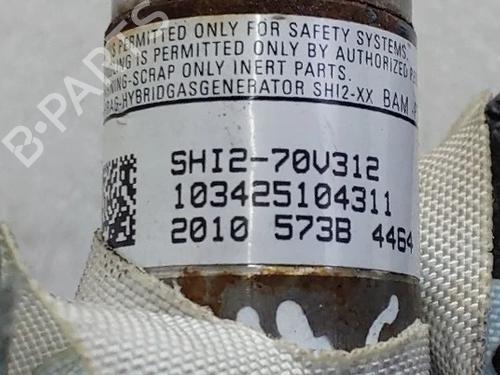 IS PERMITTED ONLY FOR SAFETY SYSTEMS.
IS PERMITTED ONLY BY AUTHORIZED
-SCRAP ONLY INERT PARTS.
-HYBRIDGASGENERATOR SHI2-XX BAM
SHI2-70V312
103425104311
2010 573B 4464
B-PARTS